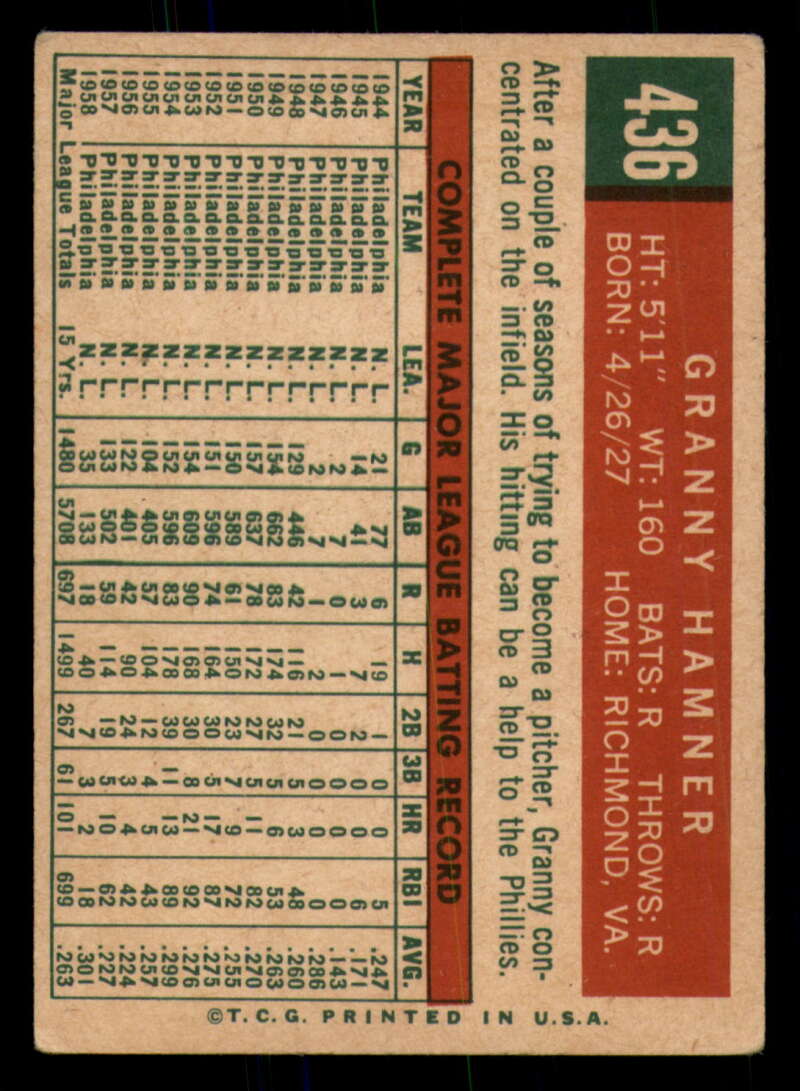 436
GRANNY HAMNER
HT: 5'11" WT: 160 BATS: R THROWS: R
BORN: 4/26/27 HOME: RICHMOND, VA.
After a couple of seasons of trying to become a pitcher, Granny con-
centrated on the infield. His hitting can be a help to the Phillies.
COMPLETE MAJOR LEAGUE BATTING RECORD
YEAR TEAM LEA. G AB R H 2B 3B HR RBI AVG.
1944 Philadelphia N. L. 21 77 6 19 1 0 0 5 .247
1945 Philadelphia N. L. 14 41 3 7 2 0 0 6 .171
1946 Philadelphia N. L. 2 7 0 1 0 0 0 0 .143
1947 Philadelphia N. L. 2 7 1 2 0 0 0 0 .286
1948 Philadelphia N. L. 129 446 42 116 21 5 3 48 .260
1949 Philadelphia N. L. 154 662 83 174 32 5 6 53 .263
1950 Philadelphia N. L. 157 637 78 172 27 5 11 82 .270
1951 Philadelphia N. L. 150 589 61 150 23 7 9 72 .255
1952 Philadelphia N. L. 151 596 74 164 30 5 17 87 .275
1953 Philadelphia N. L. 154 609 90 168 30 8 21 92 .276
1954 Philadelphia N. L. 152 596 83 178 39 11 13 89 .299
1955 Philadelphia N. L. 104 405 57 104 12 4 5 43 .257
1956 Philadelphia N. L. 122 401 42 90 24 3 4 42 .224
1957 Philadelphia N. L. 133 502 59 114 19 5 10 62 .227
1958 Philadelphia N. L. 35 133 18 40 7 3 2 18 .301
Major League Totals 15 Yrs. 1480 5708 697 1499 267 61 101 699 .263
©T.C.G. PRINTED IN U.S.A.